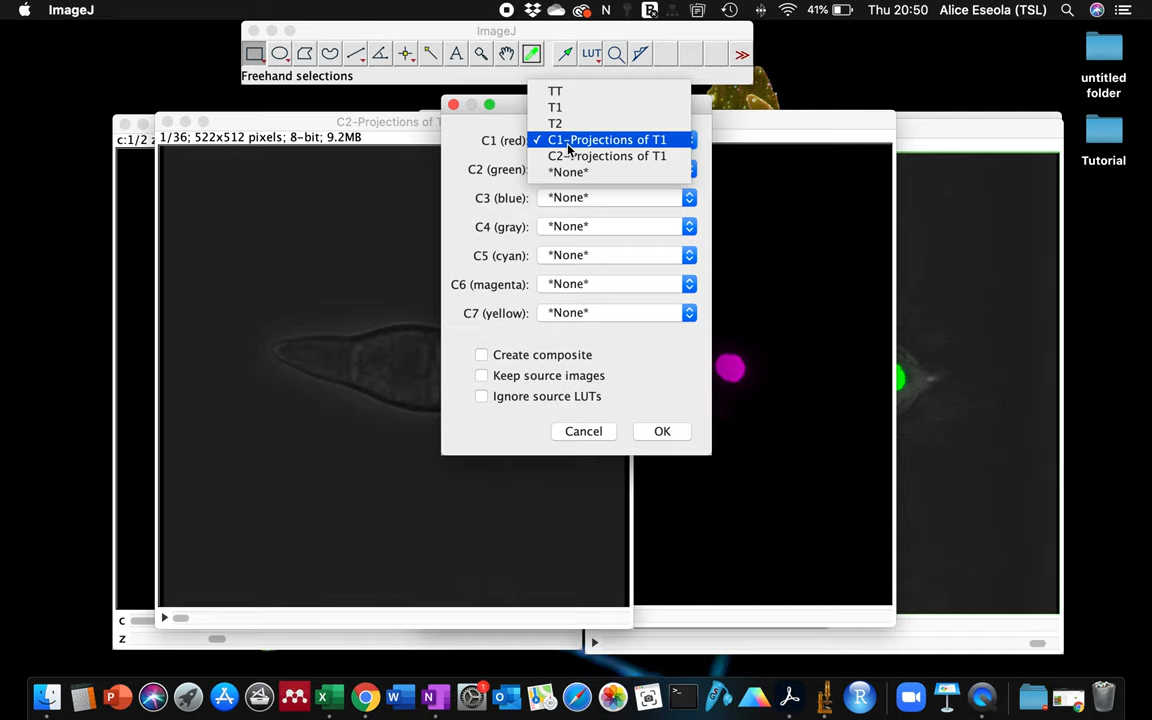 ImageJ
41%
Thu 20:50
Alice Eseola (TSL)
ImageJ
A
LUT
Freehand selections
untitled
folder
Tutorial
c:1/2 z
C2-Projections of T
1/36; 522x512 pixels; 8-bit; 9.2MB
TT
T1
T2
C1 (red):
✓ C1-Projections of T1
C2-Projections of T1
C2 (green)
*None*
C3 (blue):
*None*
C4 (gray):
*None*
C5 (cyan):
*None*
C6 (magenta):
*None*
C7 (yellow):
*None*
Create composite
Keep source images
Ignore source LUTs
Cancel
OK
C
Z